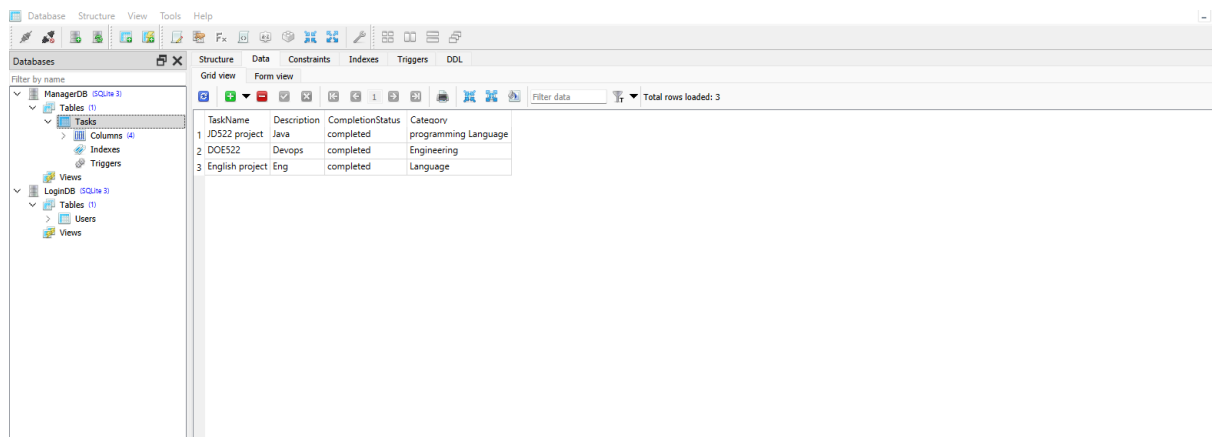 Database Structure View Tools Help
Databases
Filter by name
ManagerDB (SQLite 3)
Tables (1)
Tasks
Columns (4)
Indexes
Triggers
Views
LoginDB (SQLite 3)
Tables (1)
Users
Views
Structure Data Constraints Indexes Triggers DDL
Grid view Form view
1 Filter data Total rows loaded: 3
TaskName Description CompletionStatus Category
1 JD522 project Java completed programming Language
2 DOE522 Devops completed Engineering
3 English project Eng completed Language